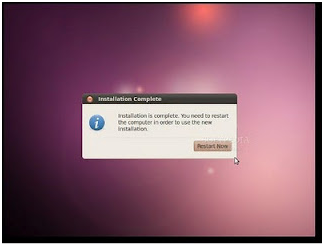 Installation Complete
Installation is complete. You need to restart
the computer in order to use the new
installation.
Restart Now